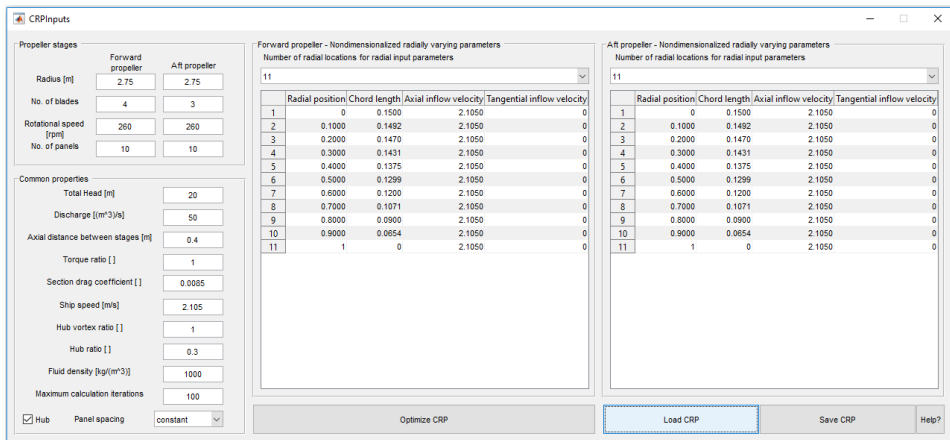 CRPInputs
Propeller stages
Forward propeller
Aft propeller
Radius [m] 2.75 2.75
No. of blades 4 3
Rotational speed [rpm] 260 260
No. of panels 10 10
Common properties
Total Head [m] 20
Discharge [(m^3)/s] 50
Axial distance between stages [m] 0.4
Torque ratio [ ] 1
Section drag coefficient [ ] 0.0085
Ship speed [m/s] 2.105
Hub vortex ratio [ ] 1
Hub ratio [ ] 0.3
Fluid density [kg/(m^3)] 1000
Maximum calculation iterations 100
Hub Panel spacing constant
Forward propeller - Nondimensionalized radially varying parameters
Number of radial locations for radial input parameters
11
Radial position Chord length Axial inflow velocity Tangential inflow velocity
1 0 0.1500 2.1050 0
2 0.1000 0.1492 2.1050 0
3 0.2000 0.1470 2.1050 0
4 0.3000 0.1431 2.1050 0
5 0.4000 0.1375 2.1050 0
6 0.5000 0.1299 2.1050 0
7 0.6000 0.1200 2.1050 0
8 0.7000 0.1071 2.1050 0
9 0.8000 0.0900 2.1050 0
10 0.9000 0.0654 2.1050 0
11 1 0 2.1050 0
Optimize CRP
Aft propeller - Nondimensionalized radially varying parameters
Number of radial locations for radial input parameters
11
Radial position Chord length Axial inflow velocity Tangential inflow velocity
1 0 0.1500 2.1050 0
2 0.1000 0.1492 2.1050 0
3 0.2000 0.1470 2.1050 0
4 0.3000 0.1431 2.1050 0
5 0.4000 0.1375 2.1050 0
6 0.5000 0.1299 2.1050 0
7 0.6000 0.1200 2.1050 0
8 0.7000 0.1071 2.1050 0
9 0.8000 0.0900 2.1050 0
10 0.9000 0.0654 2.1050 0
11 1 0 2.1050 0
Load CRP
Save CRP
Help?